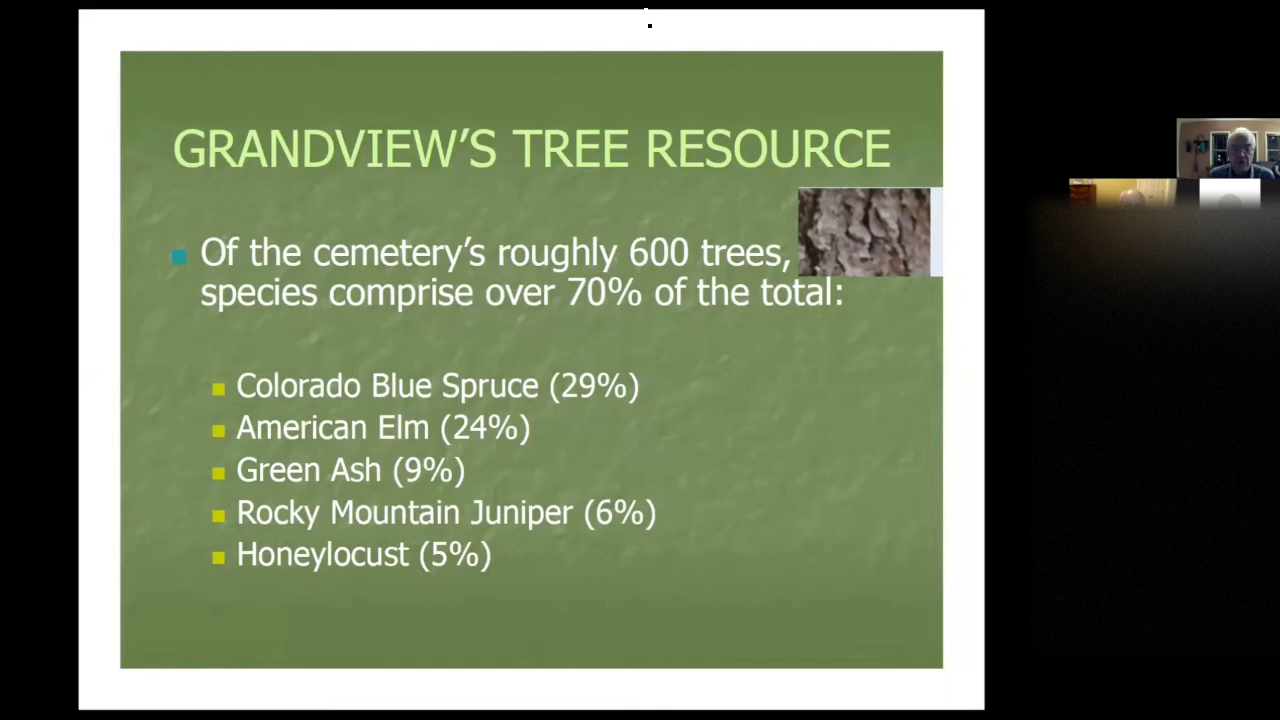 GRANDVIEW’S TREE RESOURCE
Of the cemetery’s roughly 600 trees,
species comprise over 70% of the total:
Colorado Blue Spruce (29%)
American Elm (24%)
Green Ash (9%)
Rocky Mountain Juniper (6%)
Honeylocust (5%)